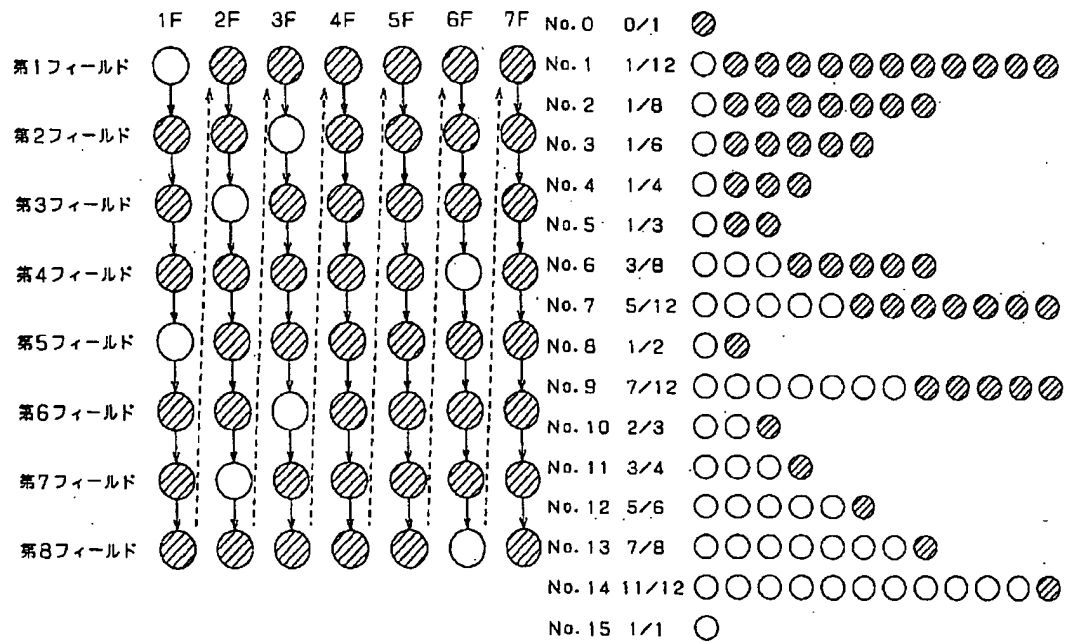 1F 2F 3F 4F 5F 6F 7F
第1フィールド
第2フィールド
第3フィールド
第4フィールド
第5フィールド
第6フィールド
第7フィールド
第8フィールド
No. 0 0/1
No. 1 1/12
No. 2 1/8
No. 3 1/6
No. 4 1/4
No. 5 1/3
No. 6 3/8
No. 7 5/12
No. 8 1/2
No. 9 7/12
No. 10 2/3
No. 11 3/4
No. 12 5/6
No. 13 7/8
No. 14 11/12
No. 15 1/1